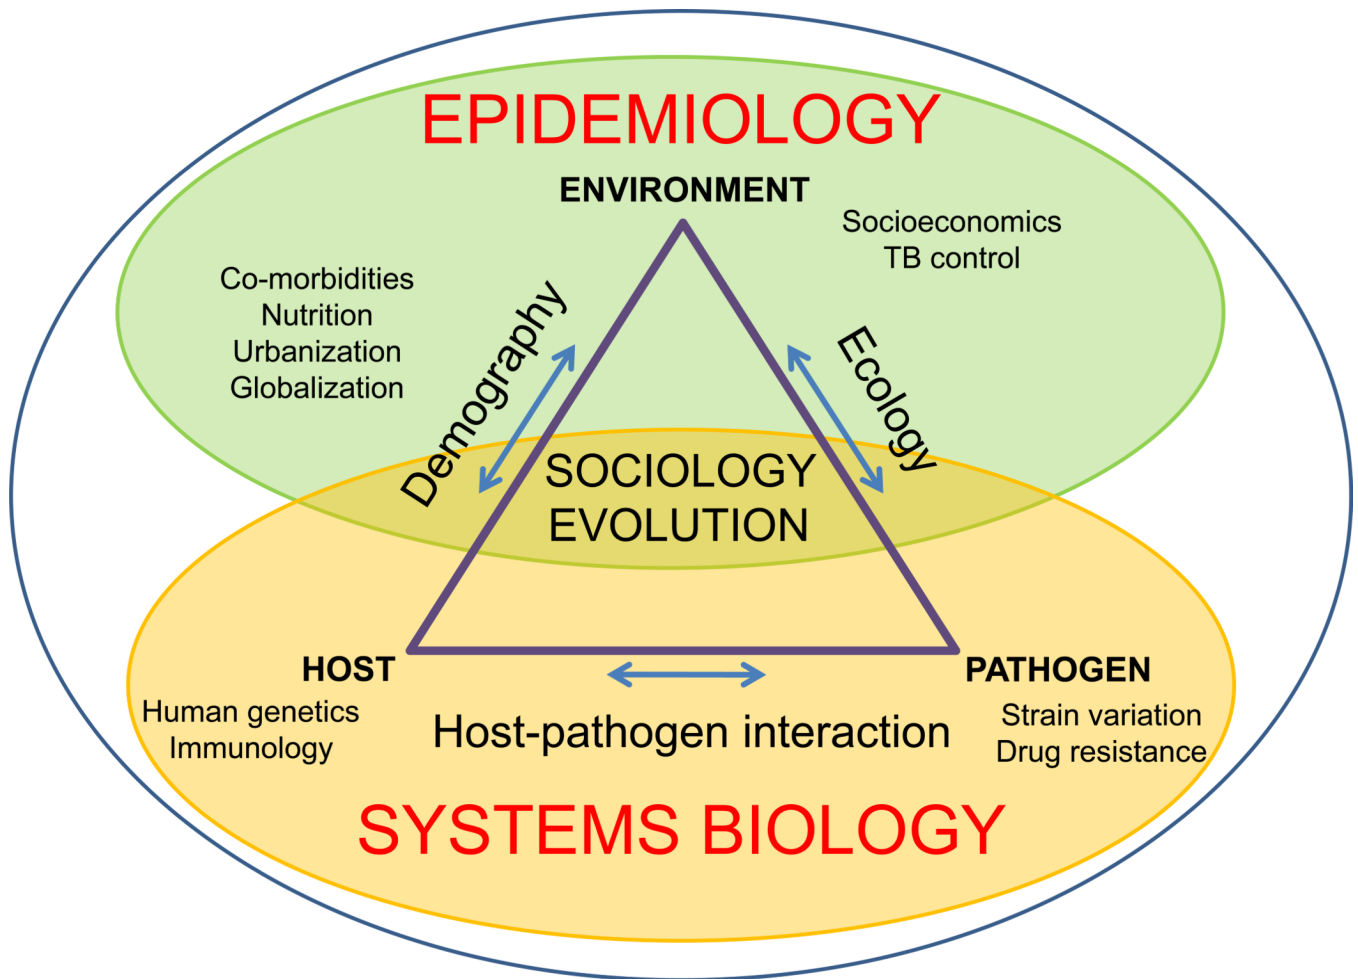 EPIDEMIOLOGY
ENVIRONMENT
Socioeconomics
TB control
Co-morbidities
Nutrition
Urbanization
Globalization
Demography
Ecology
SOCIOLOGY
EVOLUTION
HOST
Human genetics
Immunology
PATHOGEN
Strain variation
Drug resistance
Host-pathogen interaction
SYSTEMS BIOLOGY